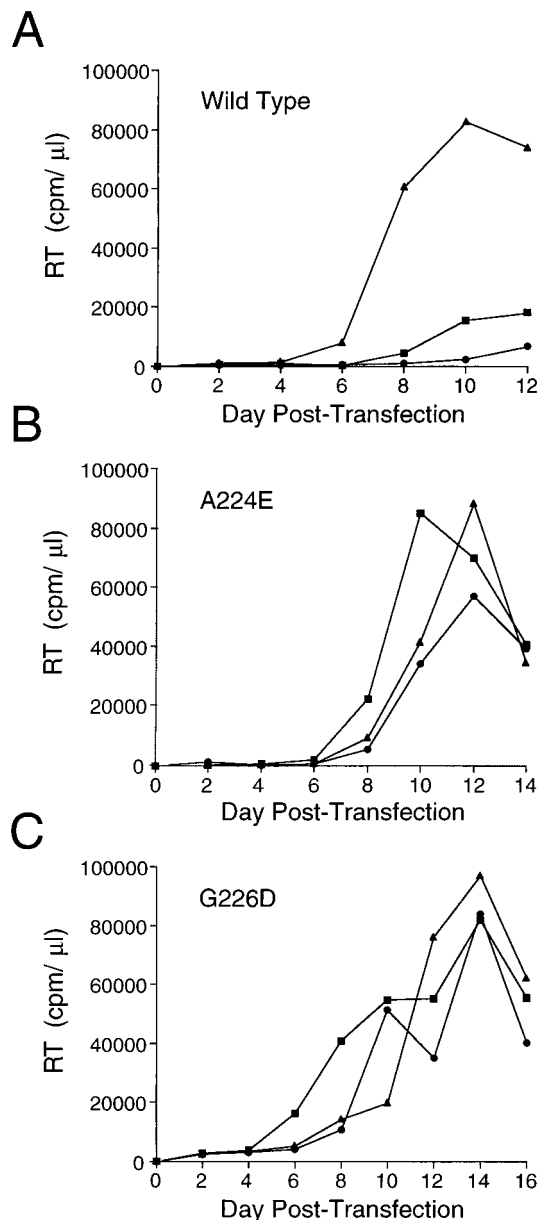 A
Wild Type
RT (cpm/ μl)
100000
80000
60000
40000
20000
0
0 2 4 6 8 10 12
Day Post-Transfection
B
A224E
RT (cpm/ μl)
100000
80000
60000
40000
20000
0
0 2 4 6 8 10 12 14
Day Post-Transfection
C
G226D
RT (cpm/ μl)
100000
80000
60000
40000
20000
0
0 2 4 6 8 10 12 14 16
Day Post-Transfection